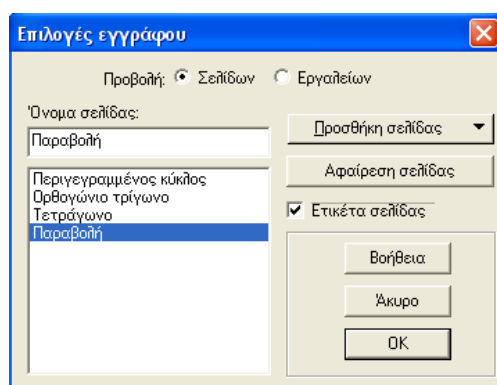 Επιλογές εγγράφου
Προβολή: Σελίδων Εργαλείων
Όνομα σελίδας:
Παραβολή
Προσθήκη σελίδας
Αφαίρεση σελίδας
Περιγεγραμμένος κύκλος
Ορθογώνιο τρίγωνο
Τετράγωνο
Παραβολή
Ετικέτα σελίδας
Βοήθεια
Άκυρο
OK